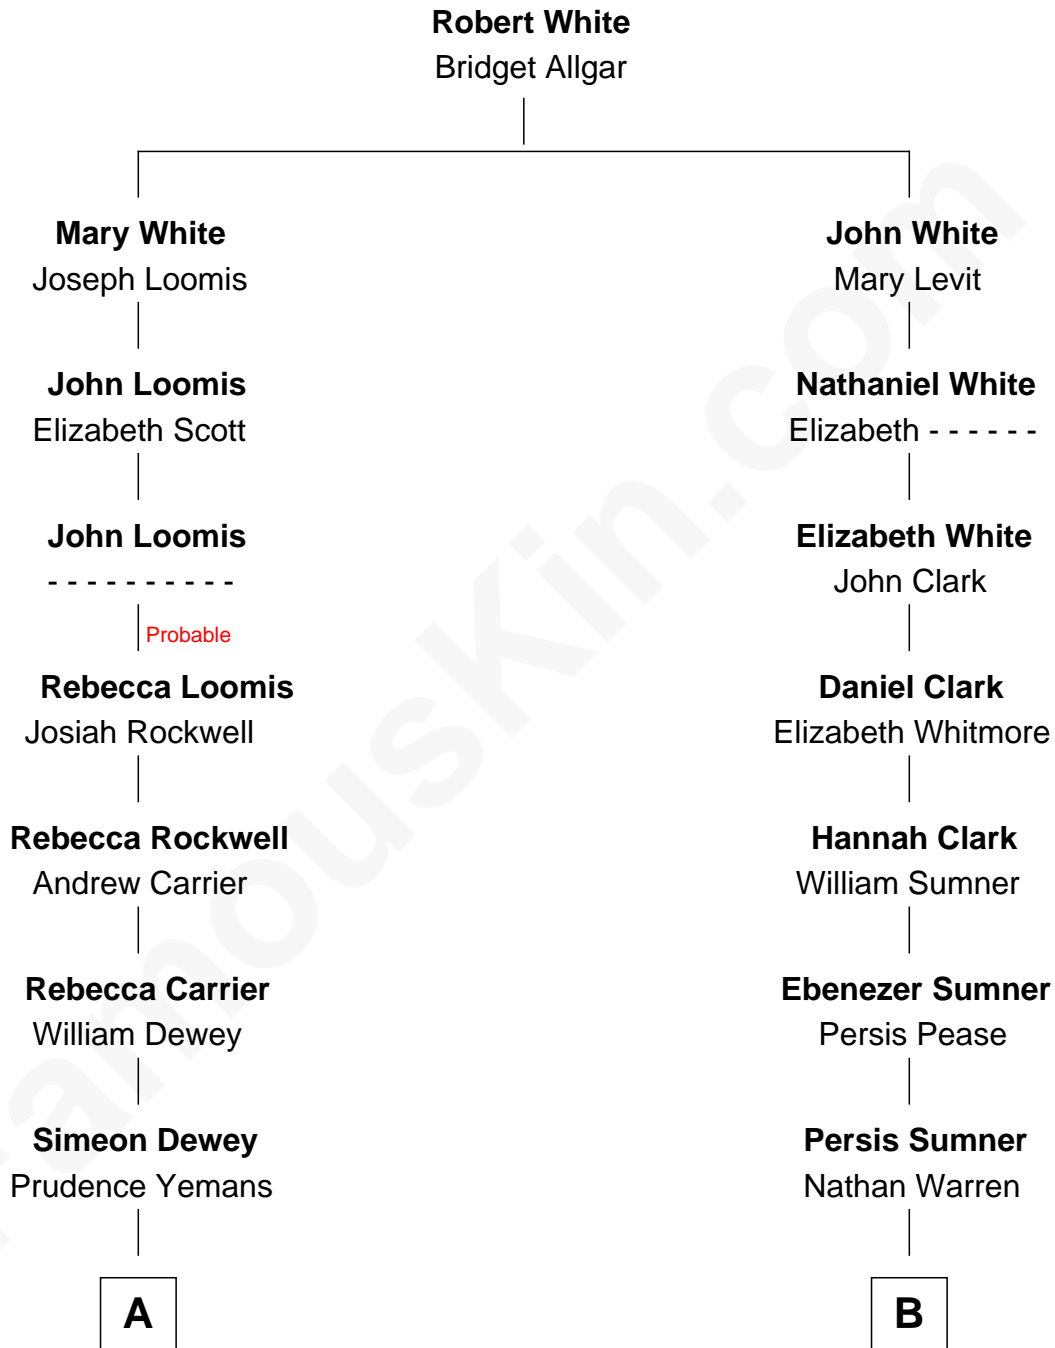 Robert White
Bridget Allgar
Mary White
Joseph Loomis
John White
Mary Levit
John Loomis
Elizabeth Scott
Nathaniel White
Elizabeth - - - - - -
John Loomis
- - - - - - - - - -
Elizabeth White
John Clark
Probable
Rebecca Loomis
Josiah Rockwell
Daniel Clark
Elizabeth Whitmore
Rebecca Rockwell
Andrew Carrier
Hannah Clark
William Sumner
Rebecca Carrier
William Dewey
Ebenezer Sumner
Persis Pease
Simeon Dewey
Prudence Yemans
Persis Sumner
Nathan Warren
A
B
FamousKin.com